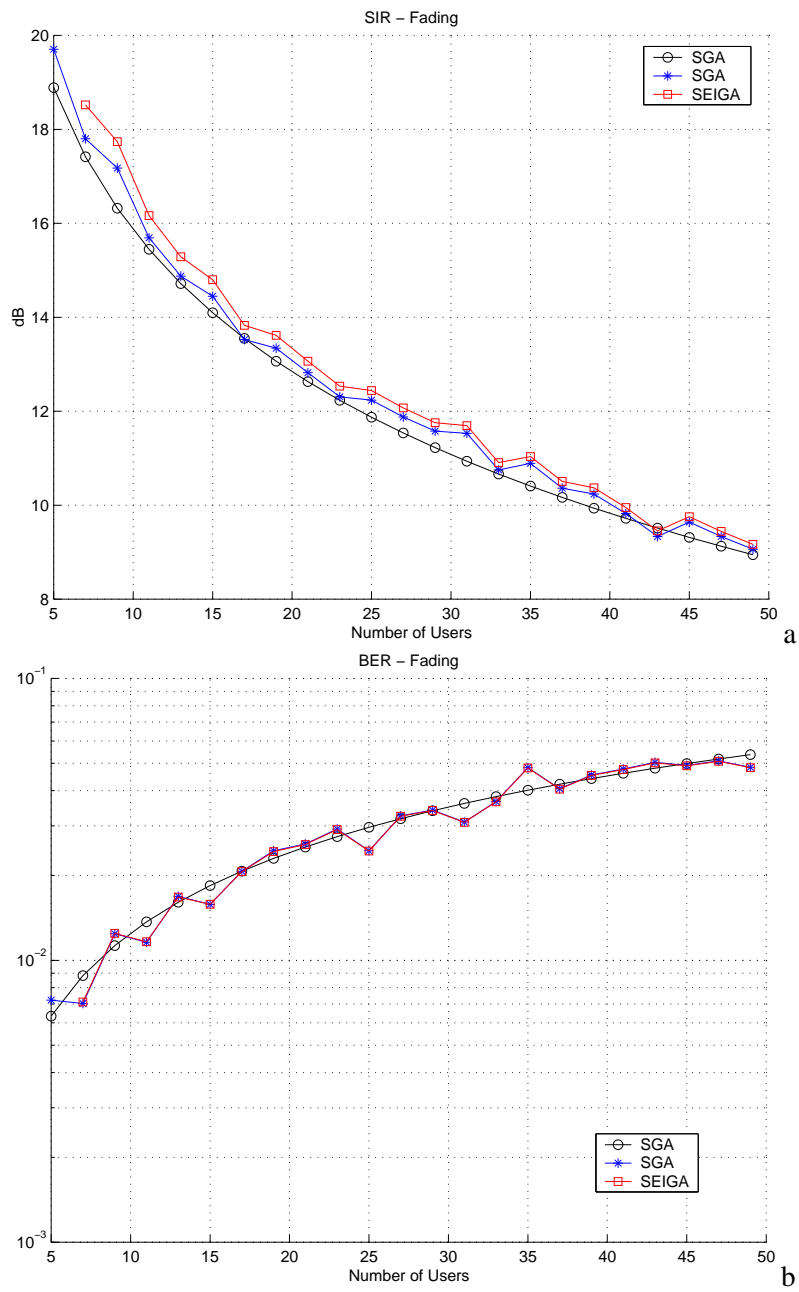 SIR – Fading
20
18
16
14
12
10
8
dB
SGA
SGA
SEIGA
5 10 15 20 25 30 35 40 45 50
Number of Users
a
BER – Fading
10⁻¹
10⁻²
10⁻³
SGA
SGA
SEIGA
5 10 15 20 25 30 35 40 45 50
Number of Users
b